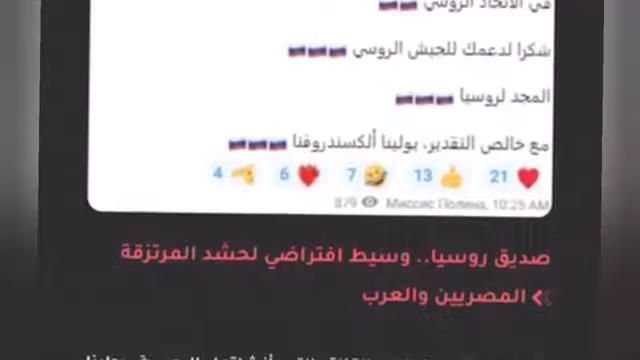 في الاتحاد الروسي
شكرا لدعمك للجيش الروسي
المجد لروسيا
مع خالص التقدير، بولينا ألكسندروفنا
21 13 7 6 4
879 Миссис Полина, 10:25 AM
صديق روسيا.. وسيط افتراضي لحشد المرتزقة
المصريين والعرب